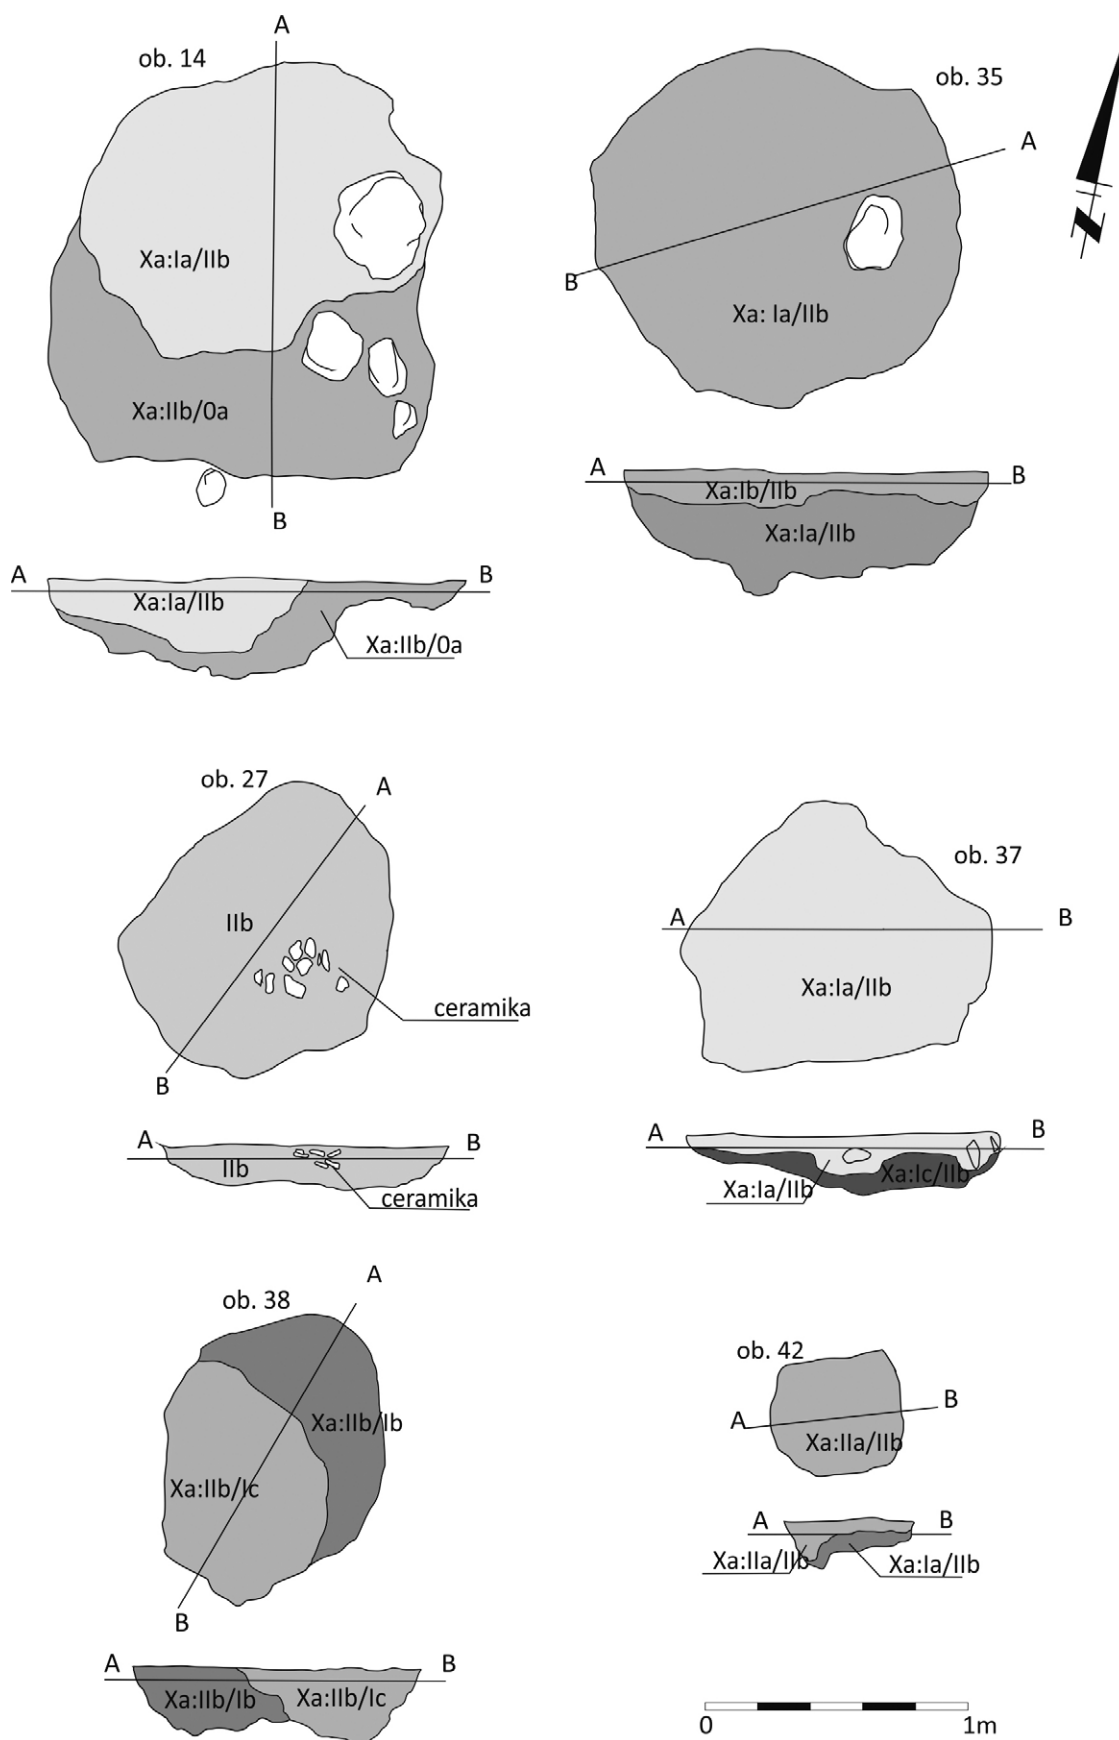 A
ob. 14
Xa:Ia/IIb
Xa:IIb/0a
B
A
B
Xa:Ia/IIb
Xa:IIb/0a
ob. 35
A
B
Xa: Ia/IIb
N
A
B
Xa:Ib/IIb
Xa:Ia/IIb
ob. 27
A
IIb
ceramika
B
A
B
IIb
ceramika
ob. 37
A
B
Xa:Ia/IIb
A
B
Xa:Ia/IIb
Xa:Ic/IIb
A
ob. 38
Xa:IIb/Ib
Xa:IIb/Ic
B
A
B
Xa:IIb/Ib
Xa:IIb/Ic
ob. 42
B
A
Xa:IIa/IIb
A
B
Xa:IIa/IIb
Xa:Ia/IIb
0
1m